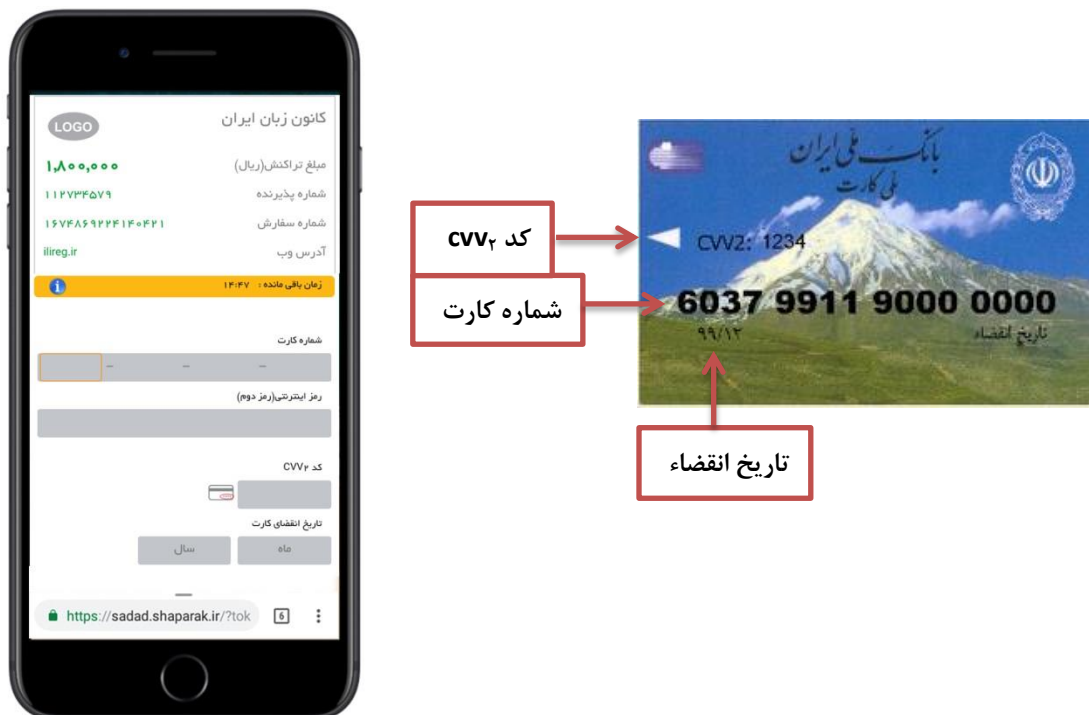 کانون زبان ایران
LOGO
مبلغ تراکنش(ریال) ۱,۸۰۰,۰۰۰
شماره پذیرنده ۱۱۲۷۳۴۵۷۹
شماره سفارش ۱۶۷۴۸۶۹۲۲۴۱۴۰۴۲۱
آدرس وب ilireg.ir
زمان باقی مانده : ۱۴:۴۷
شماره کارت
رمز اینترنتی(رمز دوم)
کد CVV۲
تاریخ انقضای کارت
ماه سال
https://sadad.shaparak.ir/?tok 6
بانک ملی ایران
ملی کارت
کد cvv۲
CVV2: 1234
شماره کارت
6037 9911 9000 0000
تاریخ انقضاء ۹۹/۱۲
تاریخ انقضاء